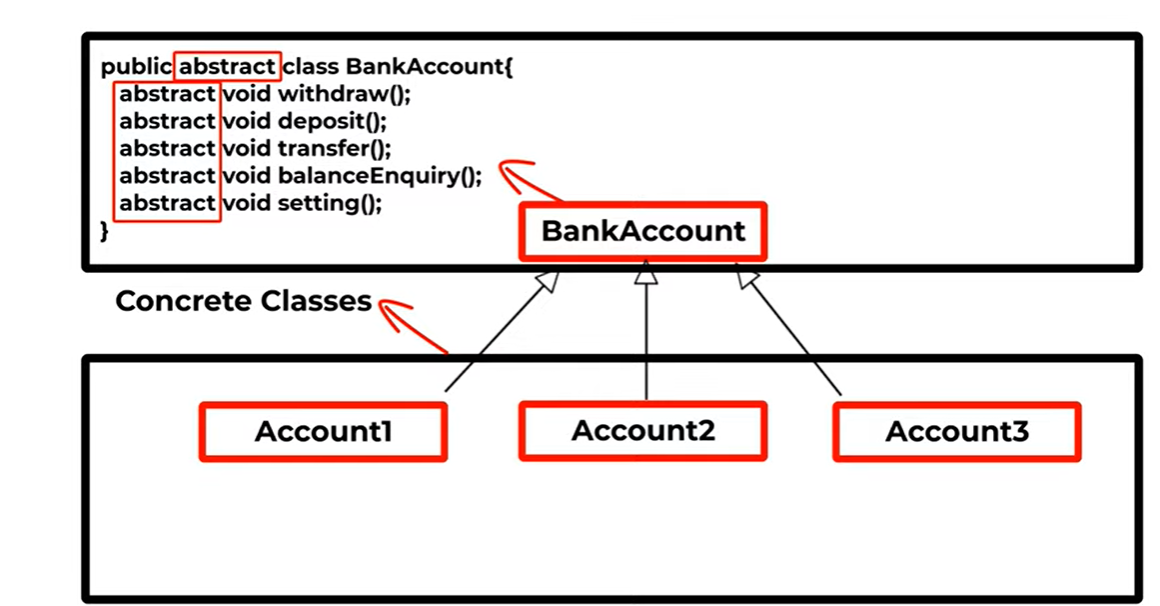 public abstract class BankAccount{
abstract void withdraw();
abstract void deposit();
abstract void transfer();
abstract void balanceEnquiry();
abstract void setting();
}
BankAccount
Concrete Classes
Account1
Account2
Account3